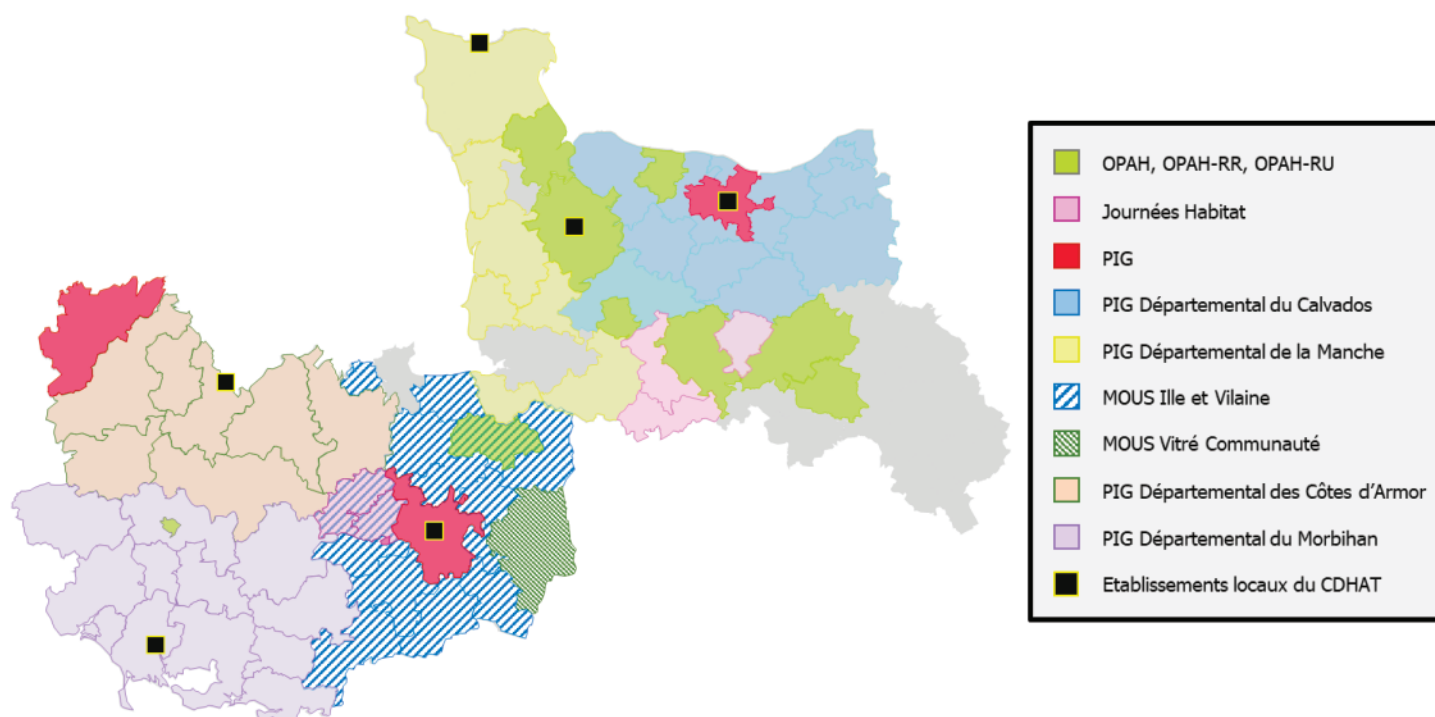 OPAH, OPAH-RR, OPAH-RU
Journées Habitat
PIG
PIG Départemental du Calvados
PIG Départemental de la Manche
MOUS Ille et Vilaine
MOUS Vitré Communauté
PIG Départemental des Côtes d'Armor
PIG Départemental du Morbihan
Etablissements locaux du CDHAT